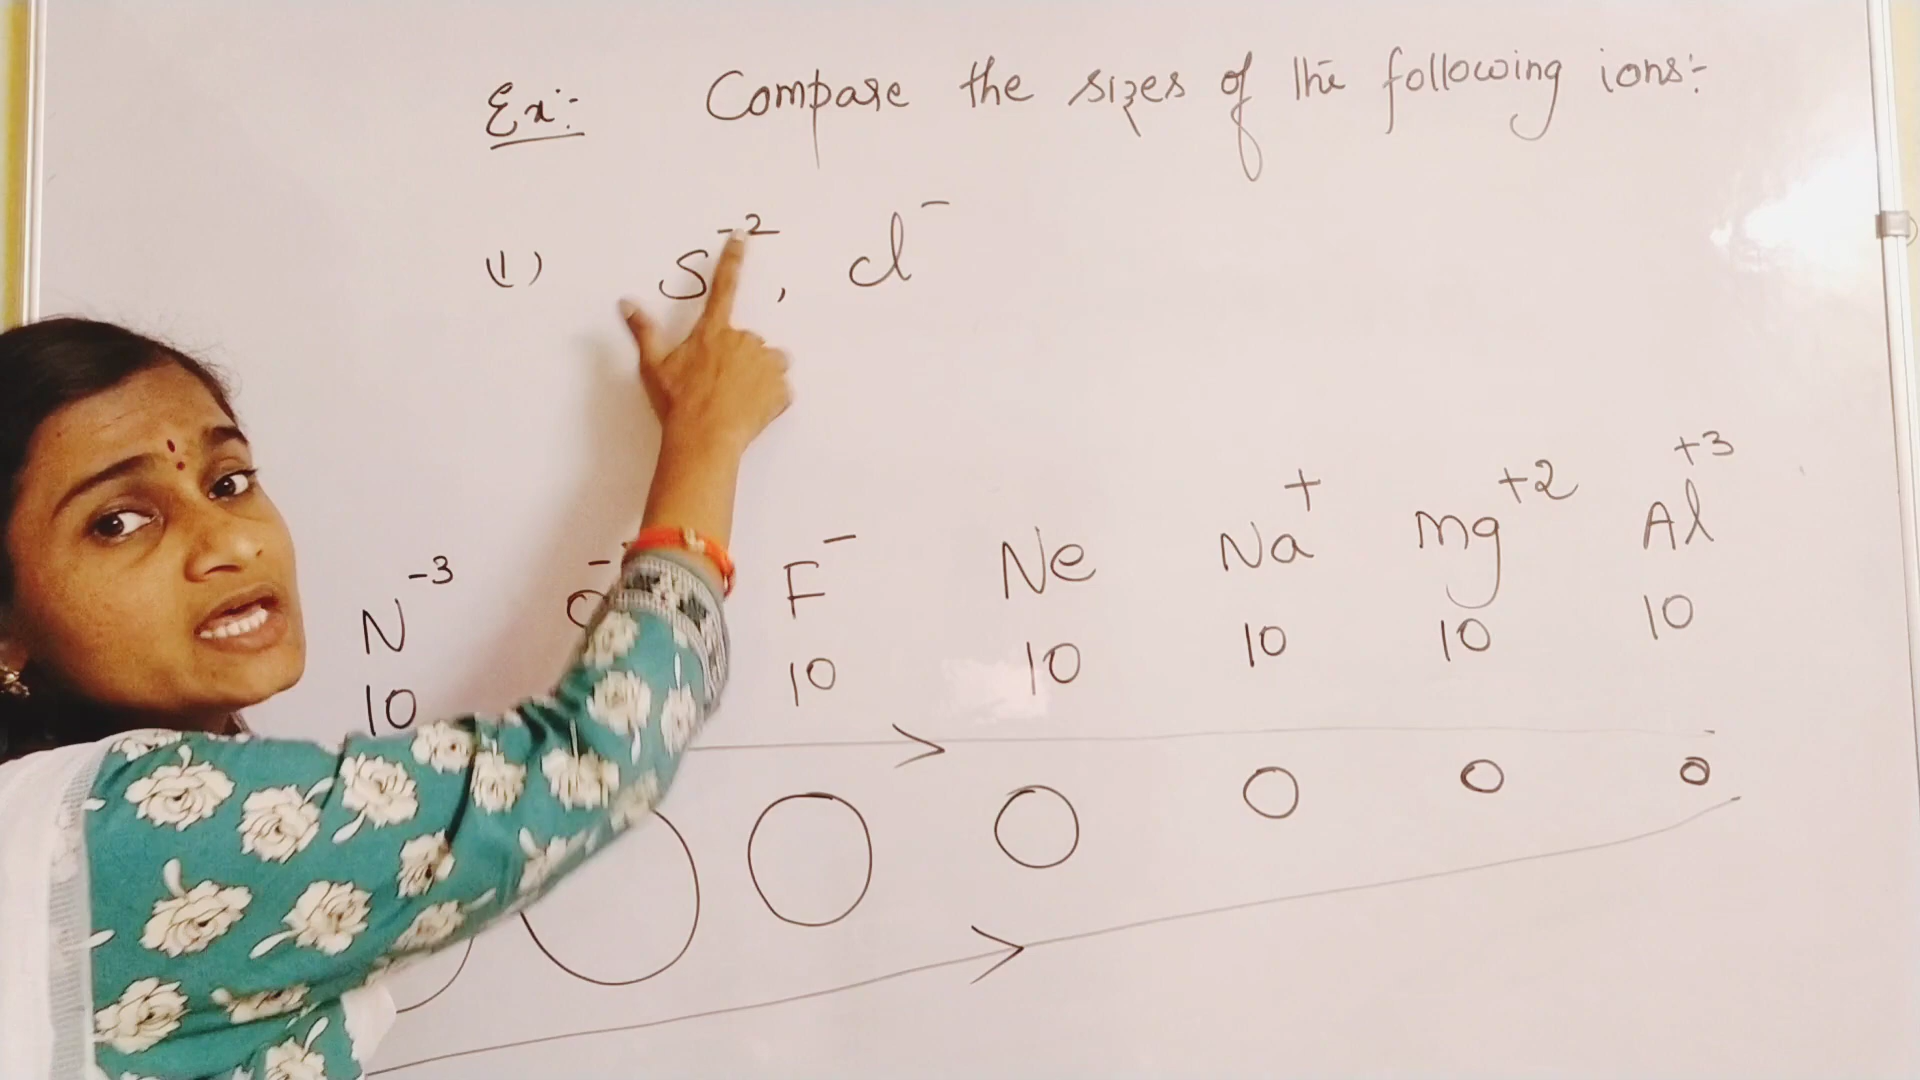 Ex:- Compare the sizes of the following ions:-
(1) S⁻², Cl⁻
N⁻³ O⁻ F⁻ Ne Na⁺ Mg⁺² Al⁺³
10 10 10 10 10 10